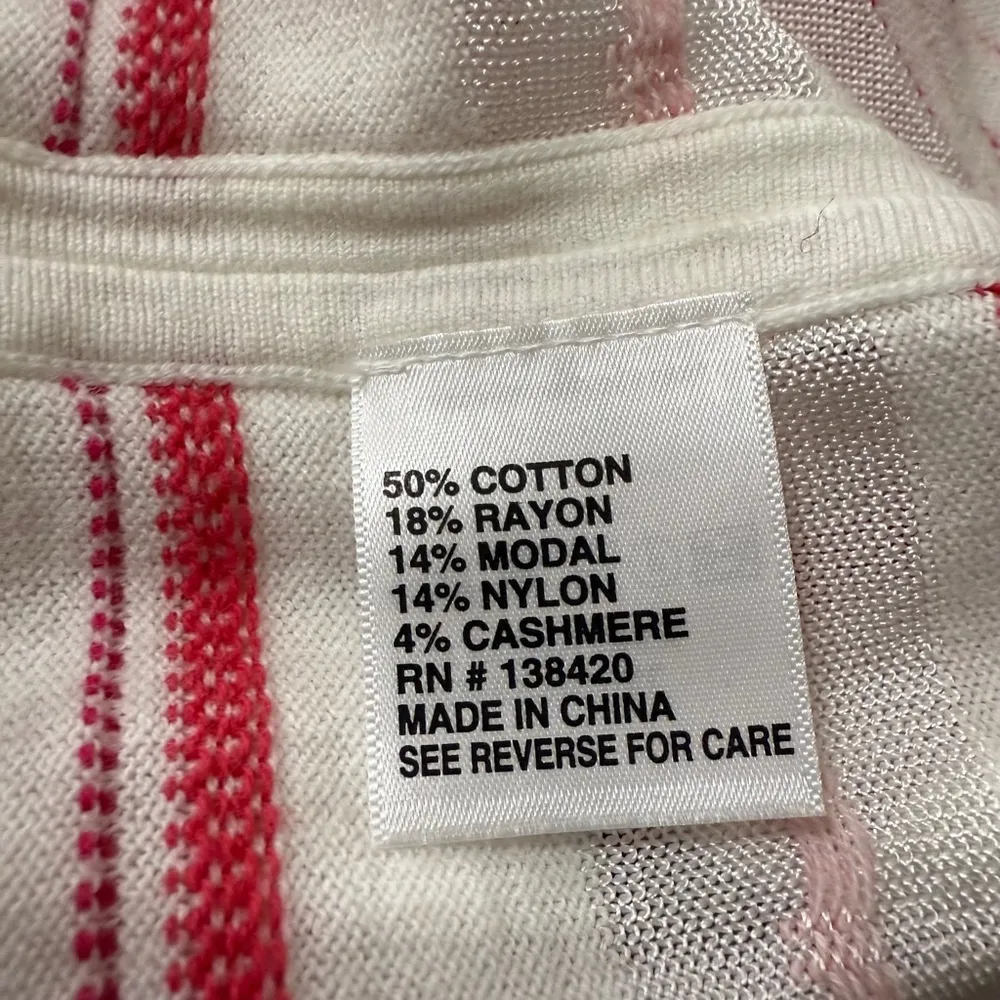 50% COTTON
18% RAYON
14% MODAL
14% NYLON
4% CASHMERE
RN # 138420
MADE IN CHINA
SEE REVERSE FOR CARE